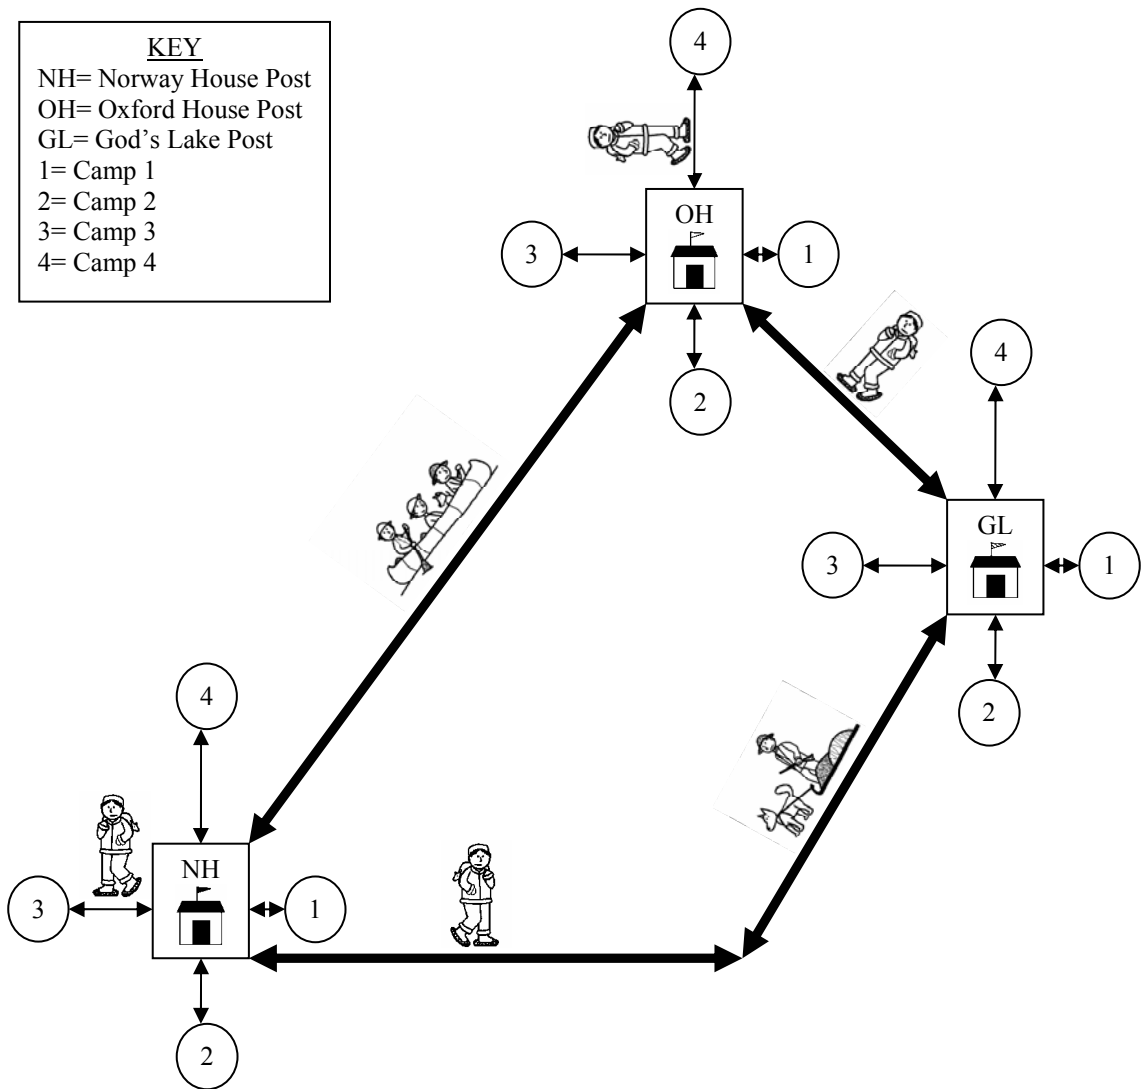 KEY
NH= Norway House Post
OH= Oxford House Post
GL= God's Lake Post
1= Camp 1
2= Camp 2
3= Camp 3
4= Camp 4
4
OH
3
1
2
4
GL
3
1
2
4
NH
3
1
2